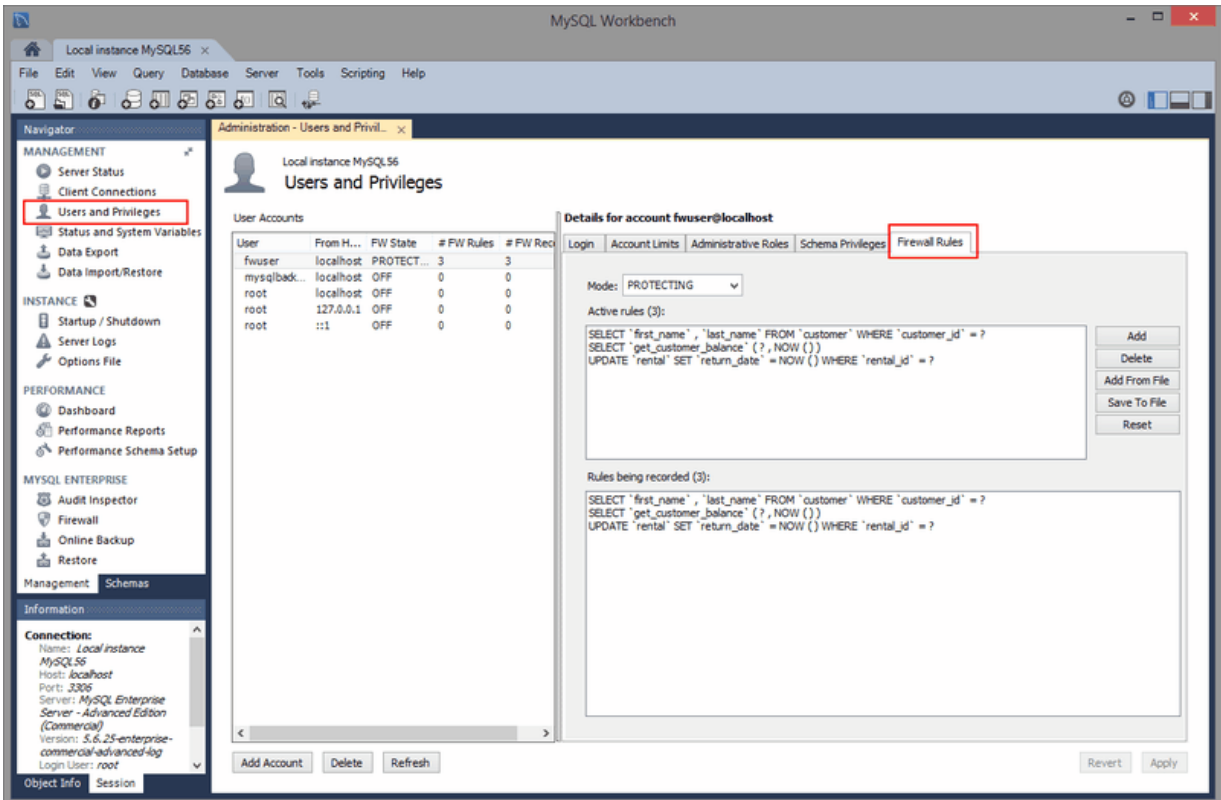 MySQL Workbench
Local instance MySQL56 ×
File Edit View Query Database Server Tools Scripting Help
Navigator
MANAGEMENT
Server Status
Client Connections
Users and Privileges
Status and System Variables
Data Export
Data Import/Restore
INSTANCE
Startup / Shutdown
Server Logs
Options File
PERFORMANCE
Dashboard
Performance Reports
Performance Schema Setup
MYSQL ENTERPRISE
Audit Inspector
Firewall
Online Backup
Restore
Management Schemas
Information
Connection:
Name: Local instance
MySQL56
Host: localhost
Port: 3306
Server: MySQL Enterprise
Server - Advanced Edition
(Commercial)
Version: 5.6.25-enterprise-
commercial-advanced-log
Login User: root
Object Info Session
Administration - Users and Privil... ×
Local instance MySQL56
Users and Privileges
User Accounts
User From H... FW State # FW Rules # FW Reco
fwuser localhost PROTECT... 3 3
mysqlback... localhost OFF 0 0
root localhost OFF 0 0
root 127.0.0.1 OFF 0 0
root ::1 OFF 0 0
Add Account Delete Refresh
Details for account fwuser@localhost
Login Account Limits Administrative Roles Schema Privileges Firewall Rules
Mode: PROTECTING
Active rules (3):
SELECT `first_name` , `last_name` FROM `customer` WHERE `customer_id` = ?
SELECT `get_customer_balance` ( ? , NOW ( ) )
UPDATE `rental` SET `return_date` = NOW ( ) WHERE `rental_id` = ?
Add
Delete
Add From File
Save To File
Reset
Rules being recorded (3):
SELECT `first_name` , `last_name` FROM `customer` WHERE `customer_id` = ?
SELECT `get_customer_balance` ( ? , NOW ( ) )
UPDATE `rental` SET `return_date` = NOW ( ) WHERE `rental_id` = ?
Revert Apply